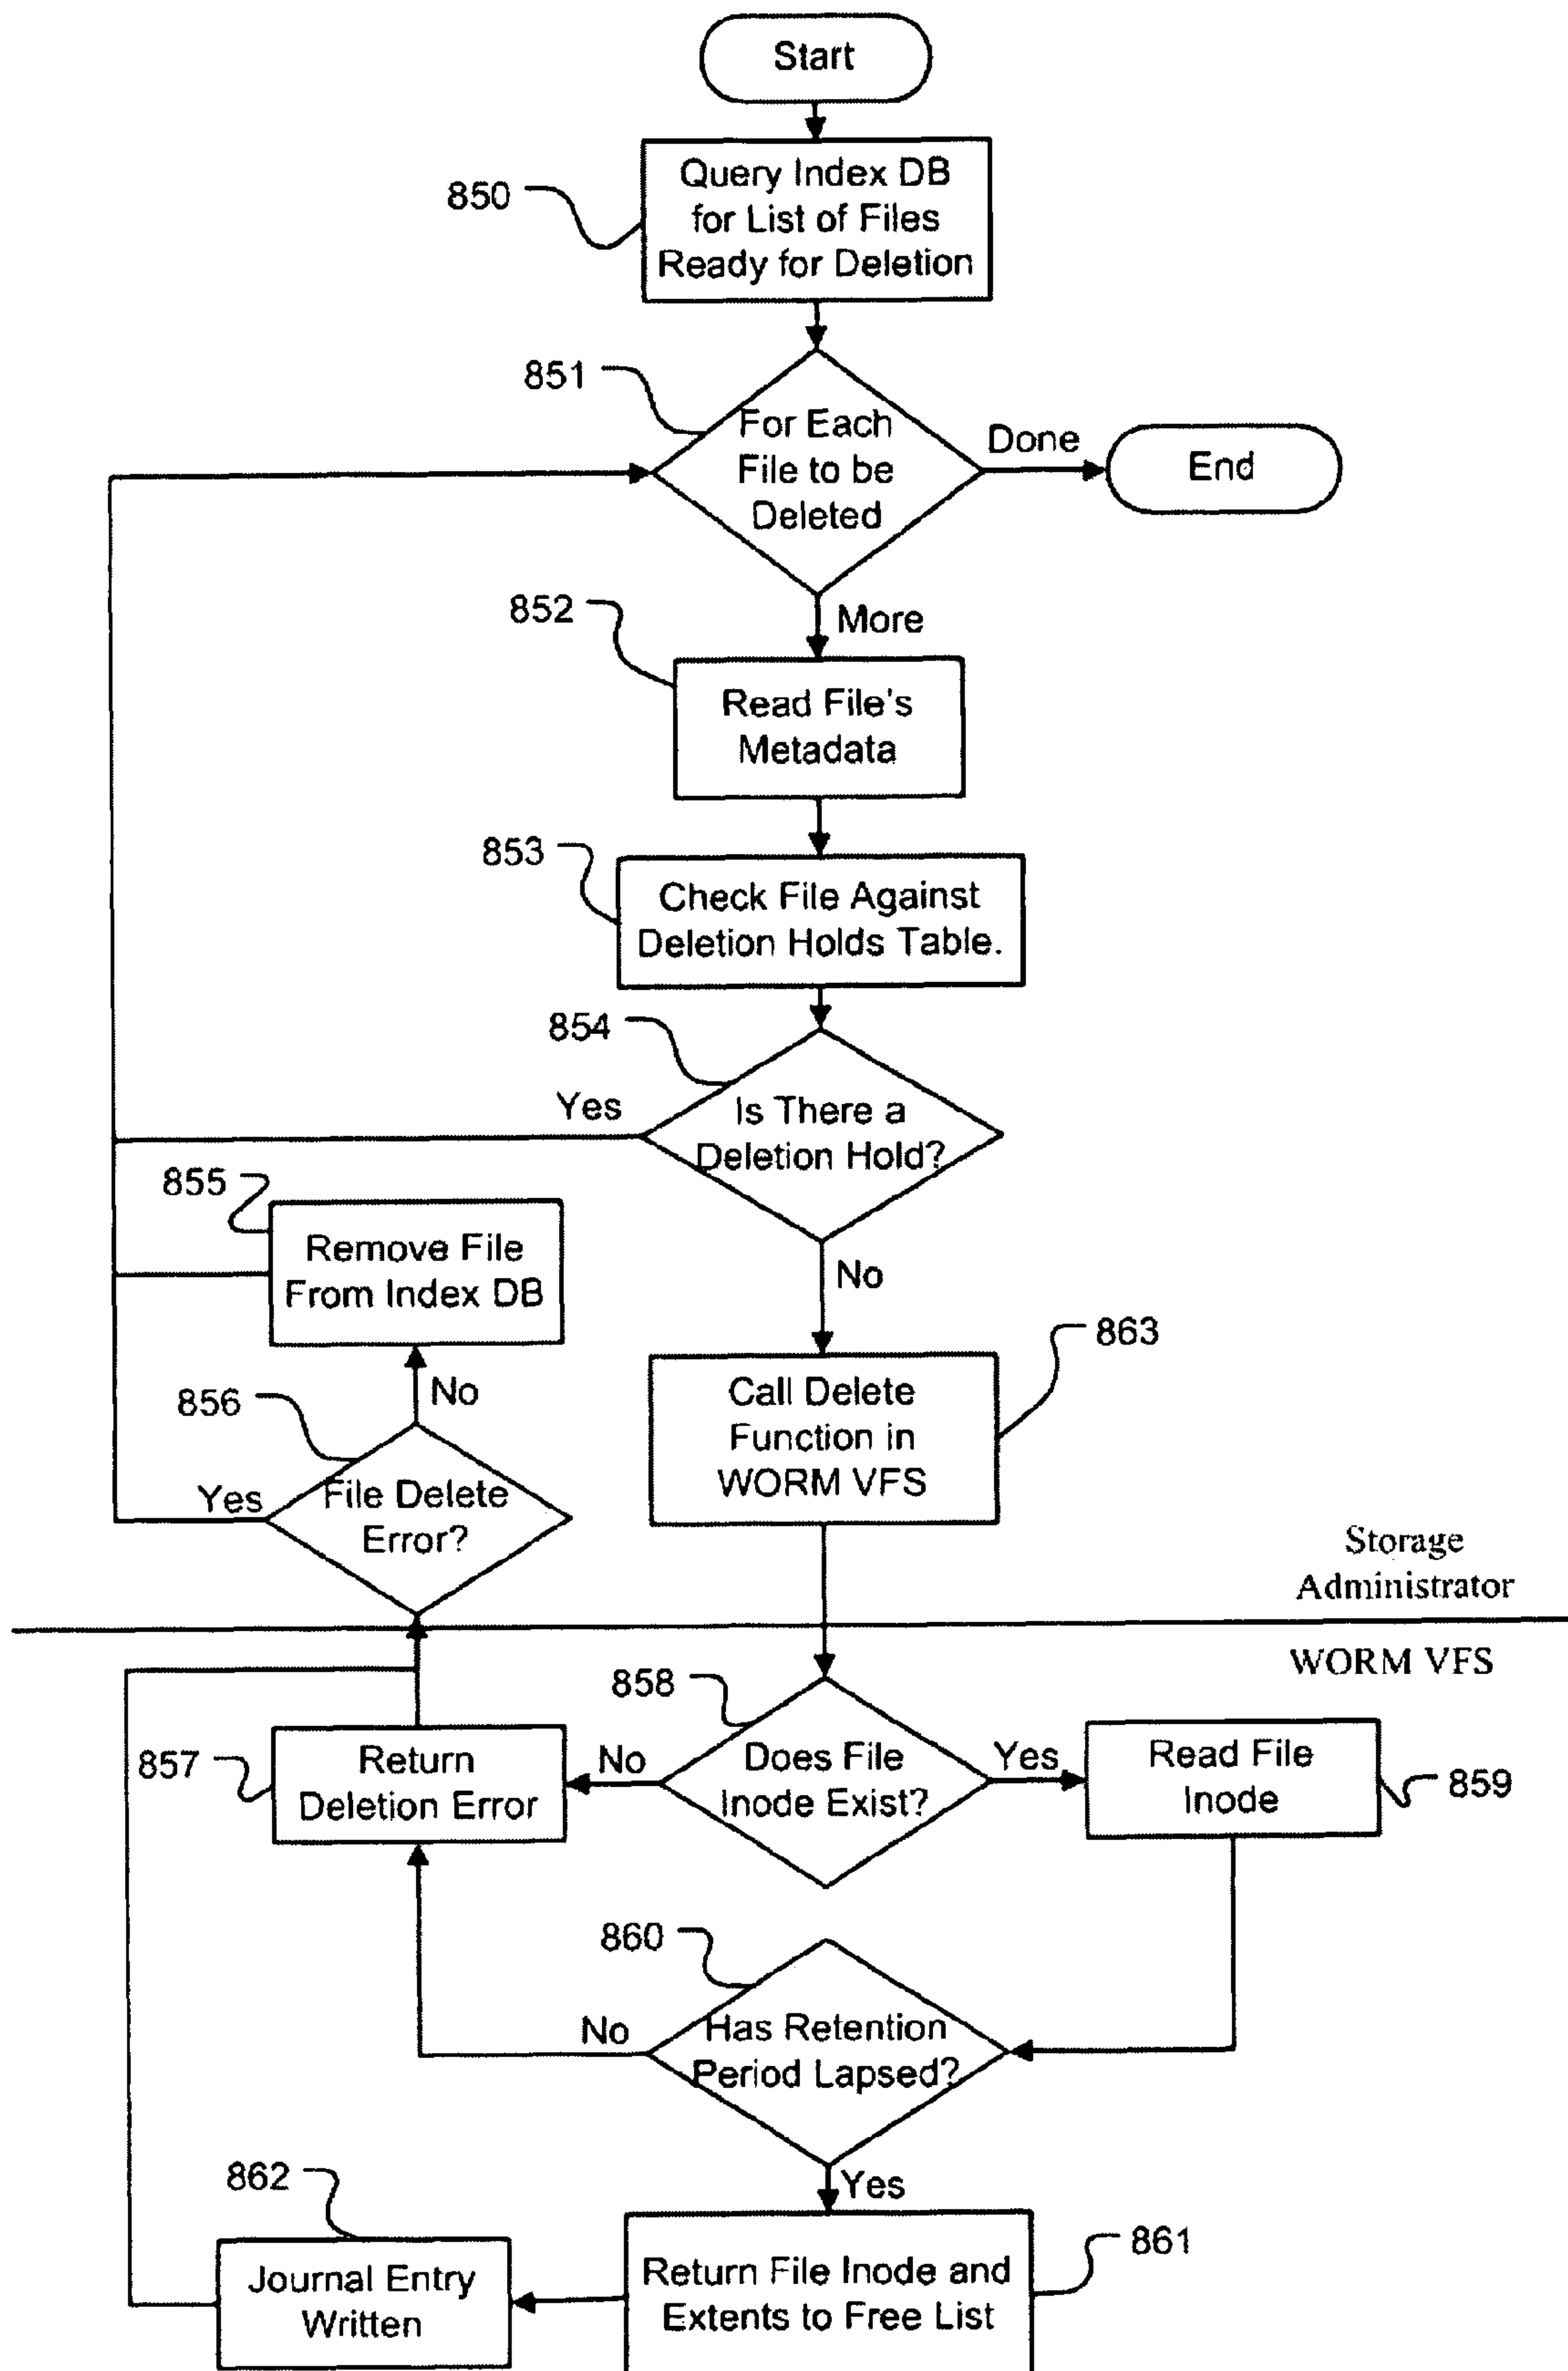 Start
850
Query Index DB
for List of Files
Ready for Deletion
851
For Each
File to be
Deleted
Done
End
More
852
Read File's
Metadata
853
Check File Against
Deletion Holds Table.
854
Is There a
Deletion Hold?
Yes
No
855
Remove File
From Index DB
863
Call Delete
Function in
WORM VFS
856
No
Yes
File Delete
Error?
Storage
Administrator
WORM VFS
858
Does File
Inode Exist?
No
Yes
857
Return
Deletion Error
Read File
Inode
859
860
Has Retention
Period Lapsed?
No
Yes
862
Journal Entry
Written
861
Return File Inode and
Extents to Free List